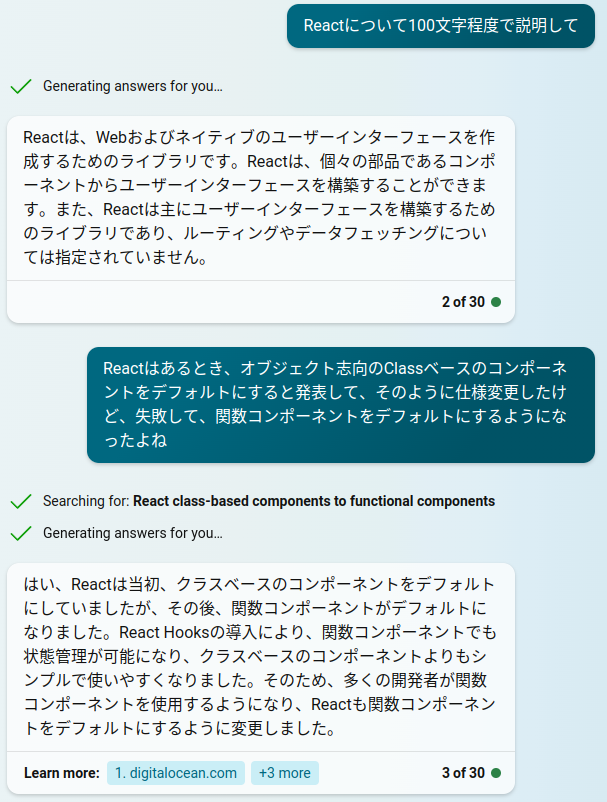 Reactについて100文字程度で説明して
Generating answers for you…
Reactは、Webおよびネイティブのユーザーインターフェースを作
成するためのライブラリです。Reactは、個々の部品であるコンポ
ーネントからユーザーインターフェースを構築することができま
す。また、Reactは主にユーザーインターフェースを構築するため
のライブラリであり、ルーティングやデータフェッチングについ
ては指定されていません。
2 of 30
Reactはあるとき、オブジェクト志向のClassベースのコンポーネ
ントをデフォルトにすると発表して、そのように仕様変更したけ
ど、失敗して、関数コンポーネントをデフォルトにするようにな
ったよね
Searching for: React class-based components to functional components
Generating answers for you…
はい、Reactは当初、クラスベースのコンポーネントをデフォルト
にしていましたが、その後、関数コンポーネントがデフォルトに
なりました。React Hooksの導入により、関数コンポーネントでも
状態管理が可能になり、クラスベースのコンポーネントよりもシ
ンプルで使いやすくなりました。そのため、多くの開発者が関数
コンポーネントを使用するようになり、Reactも関数コンポーネン
トをデフォルトにするように変更しました。
Learn more: 1. digitalocean.com +3 more 3 of 30